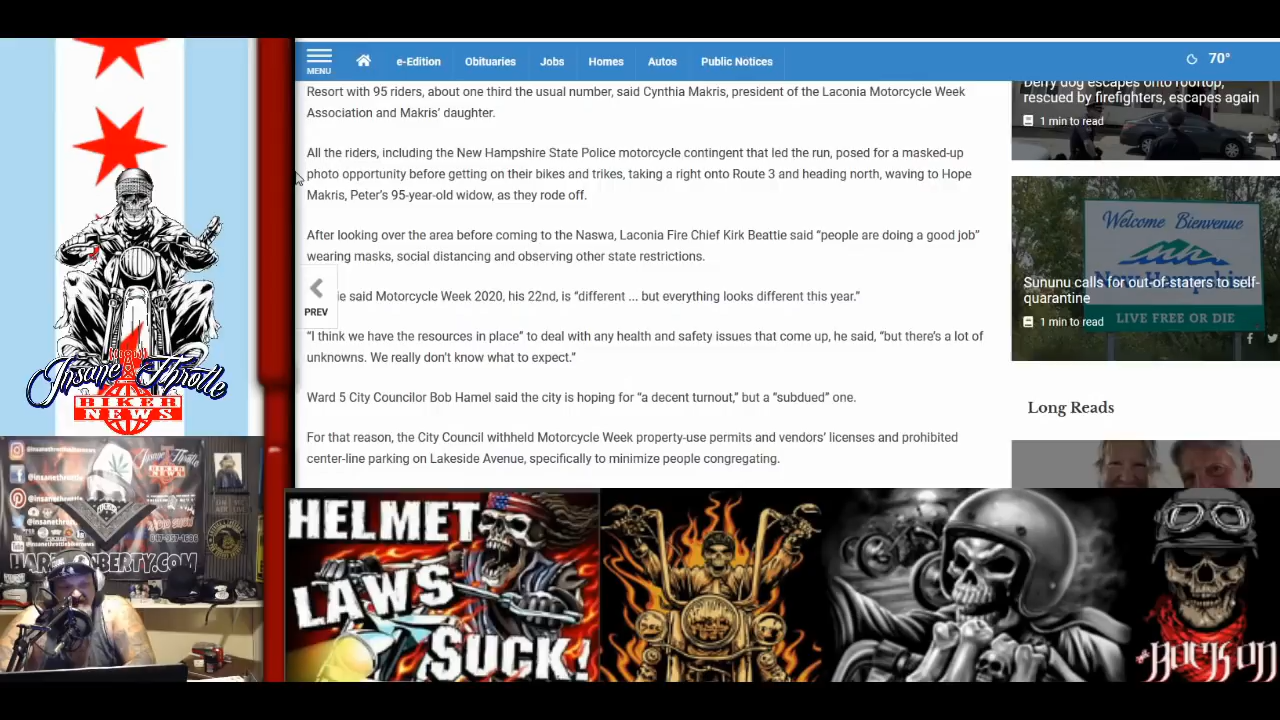 MENU
e-Edition
Obituaries
Jobs
Homes
Autos
Public Notices
70°
Resort with 95 riders, about one third the usual number, said Cynthia Makris, president of the Laconia Motorcycle Week
Association and Makris’ daughter.
All the riders, including the New Hampshire State Police motorcycle contingent that led the run, posed for a masked-up
photo opportunity before getting on their bikes and trikes, taking a right onto Route 3 and heading north, waving to Hope
Makris, Peter’s 95-year-old widow, as they rode off.
After looking over the area before coming to the Naswa, Laconia Fire Chief Kirk Beattie said “people are doing a good job”
wearing masks, social distancing and observing other state restrictions.
said Motorcycle Week 2020, his 22nd, is “different ... but everything looks different this year.”
PREV
“I think we have the resources in place” to deal with any health and safety issues that come up, he said, “but there’s a lot of
unknowns. We really don’t know what to expect.”
Ward 5 City Councilor Bob Hamel said the city is hoping for “a decent turnout,” but a “subdued” one.
For that reason, the City Council withheld Motorcycle Week property-use permits and vendors’ licenses and prohibited
center-line parking on Lakeside Avenue, specifically to minimize people congregating.
Derry dog escapes onto rooftop,
rescued by firefighters, escapes again
1 min to read
Welcome Bienvenue
New Hampshire
Sununu calls for out-of-staters to self-
quarantine
1 min to read
LIVE FREE OR DIE
Long Reads
Insane Throttle
BIKER
NEWS
HELMET
LAWS
SUCK!